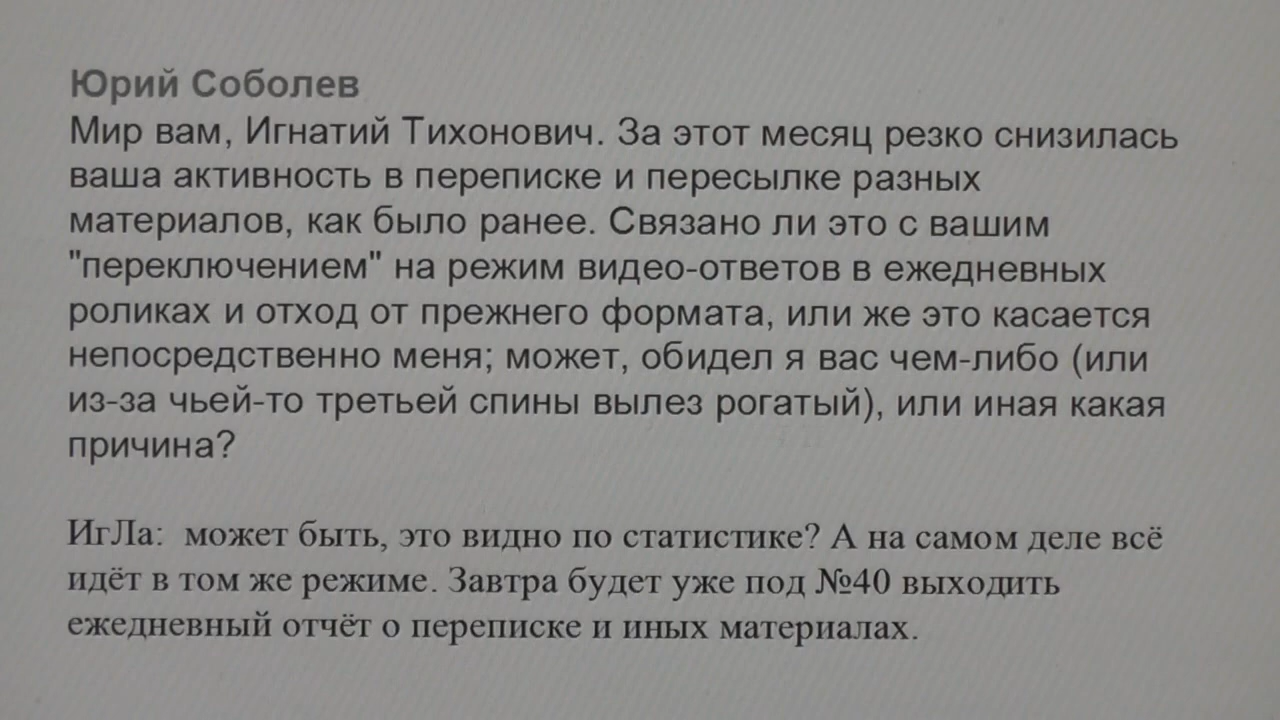 Юрий Соболев
Мир вам, Игнатий Тихонович. За этот месяц резко снизилась
ваша активность в переписке и пересылке разных
материалов, как было ранее. Связано ли это с вашим
"переключением" на режим видео-ответов в ежедневных
роликах и отход от прежнего формата, или же это касается
непосредственно меня; может, обидел я вас чем-либо (или
из-за чьей-то третьей спины вылез рогатый), или иная какая
причина?
ИгЛа:  может быть, это видно по статистике? А на самом деле всё
идёт в том же режиме. Завтра будет уже под №40 выходить
ежедневный отчёт о переписке и иных материалах.